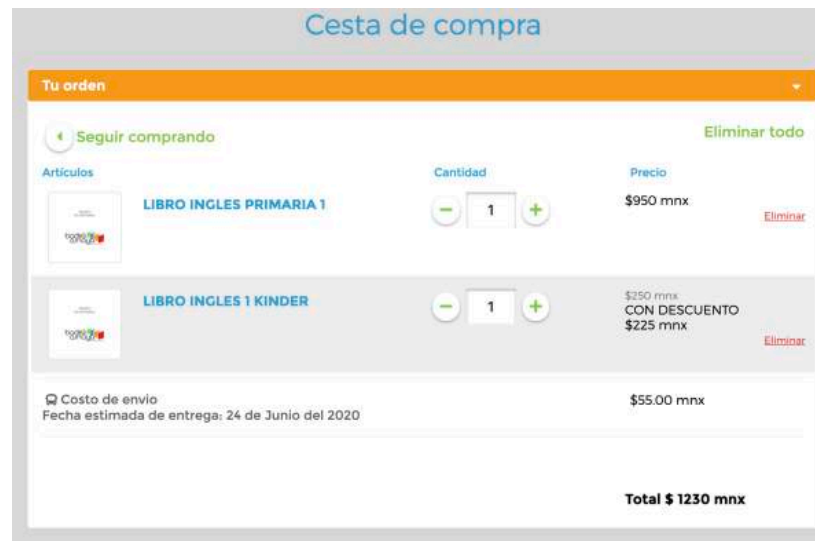 Cesta de compra
Tu orden
Seguir comprando
Eliminar todo
Artículos Cantidad Precio
LIBRO INGLES PRIMARIA 1 1 $950 mnx
Eliminar
LIBRO INGLES 1 KINDER 1 $250 mnx
CON DESCUENTO
$225 mnx
Eliminar
Costo de envio $55.00 mnx
Fecha estimada de entrega: 24 de Junio del 2020
Total $ 1230 mnx